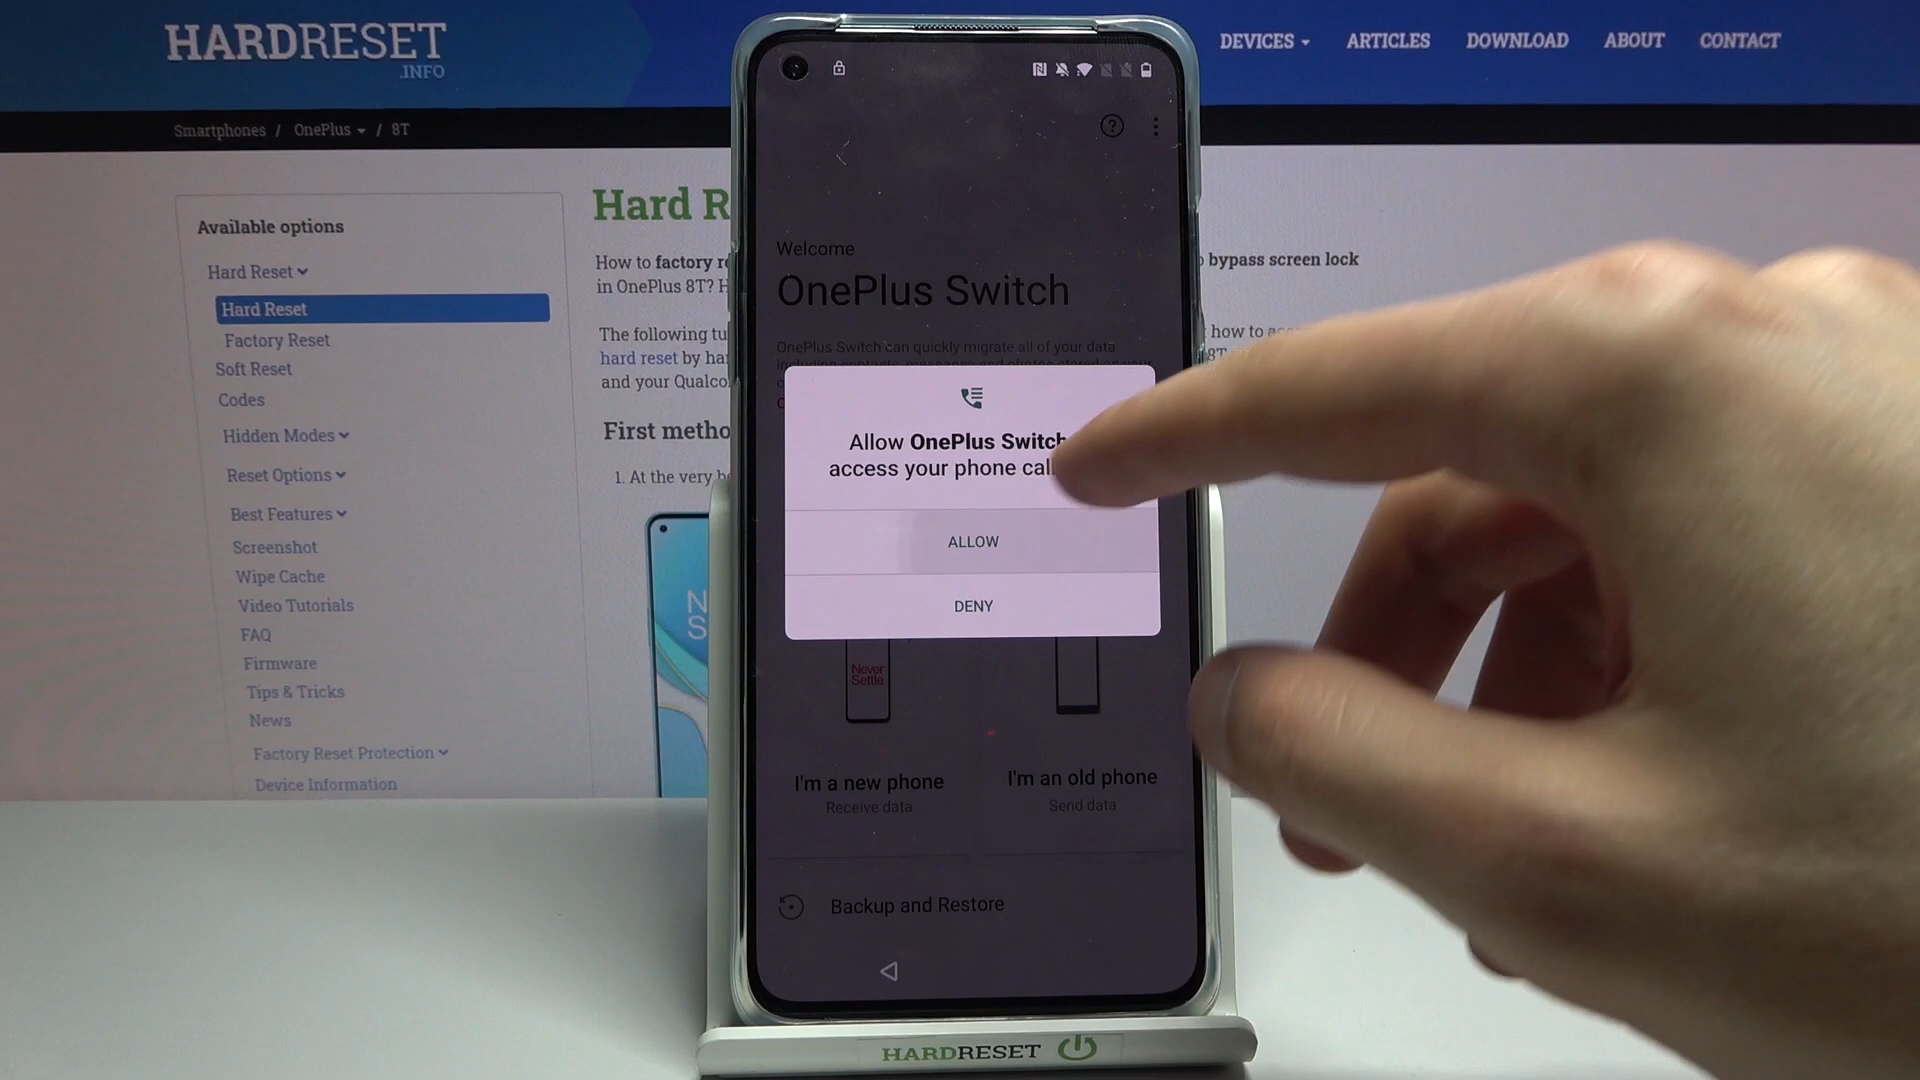 HARDRESET
.INFO
DEVICES
ARTICLES
DOWNLOAD
ABOUT
CONTACT
Smartphones / OnePlus / 8T
Available options
Hard Reset
Hard Reset
Factory Reset
Soft Reset
Codes
Hidden Modes
Reset Options
Best Features
Screenshot
Wipe Cache
Video Tutorials
FAQ
Firmware
Tips & Tricks
News
Factory Reset Protection
Device Information
Hard R
How to factory re
bypass screen lock
in OnePlus 8T? H
The following tu
how to
hard reset by har
8T
and your Qualco
First metho
1. At the very be
N
S
Welcome
OnePlus Switch
OnePlus Switch can quickly migrate all of your data
Allow OnePlus Switch
access your phone call
ALLOW
DENY
Never
Settle
I'm a new phone
Receive data
I'm an old phone
Send data
Backup and Restore
HARDRESET